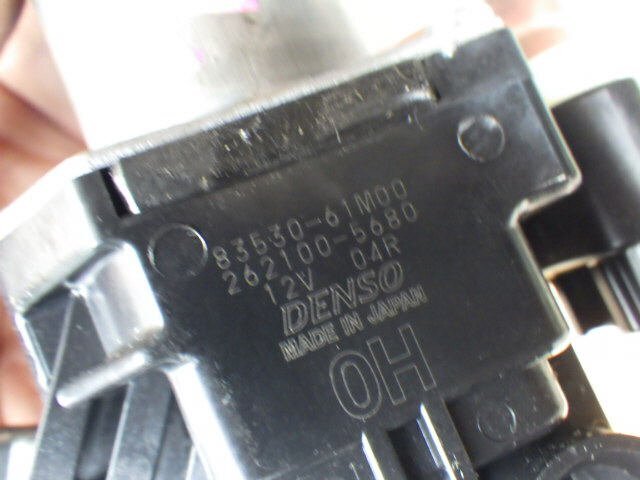 83530-61M00
262100-5680
12V 04R
DENSO
MADE IN JAPAN
0H